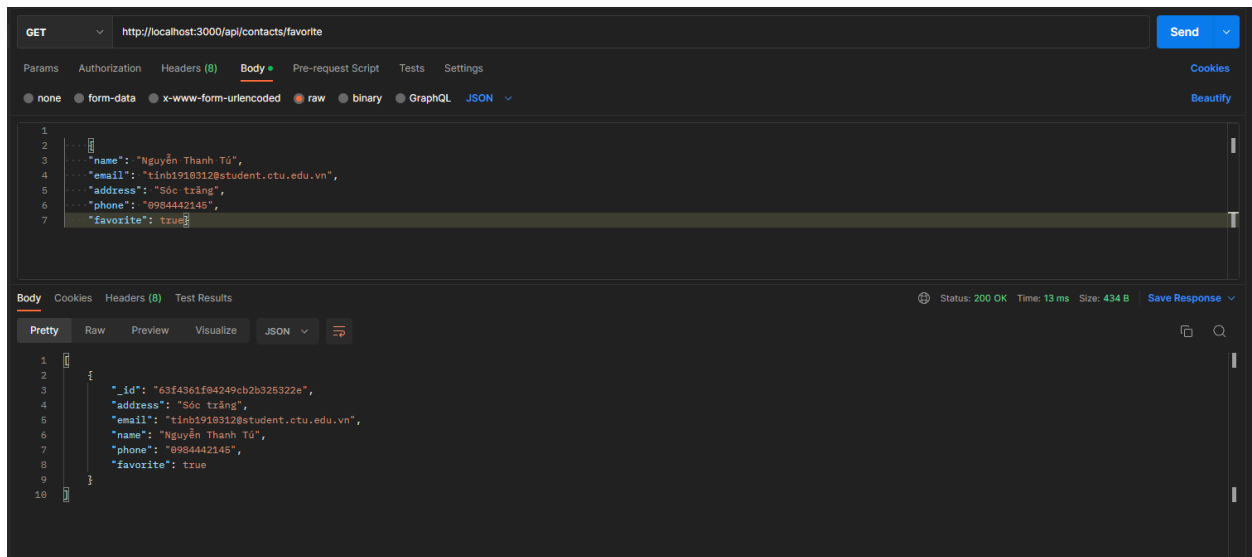 GET http://localhost:3000/api/contacts/favorite Send
Params Authorization Headers (8) Body Pre-request Script Tests Settings Cookies
none form-data x-www-form-urlencoded raw binary GraphQL JSON Beautify
1
2 {
3 "name": "Nguyễn Thanh Tú",
4 "email": "tinb1910312@student.ctu.edu.vn",
5 "address": "Sóc trăng",
6 "phone": "0984442145",
7 "favorite": true}
Body Cookies Headers (8) Test Results Status: 200 OK Time: 13 ms Size: 434 B Save Response
Pretty Raw Preview Visualize JSON
1 [
2 {
3 "_id": "63f4361f04249cb2b325322e",
4 "address": "Sóc trăng",
5 "email": "tinb1910312@student.ctu.edu.vn",
6 "name": "Nguyễn Thanh Tú",
7 "phone": "0984442145",
8 "favorite": true
9 }
10 ]